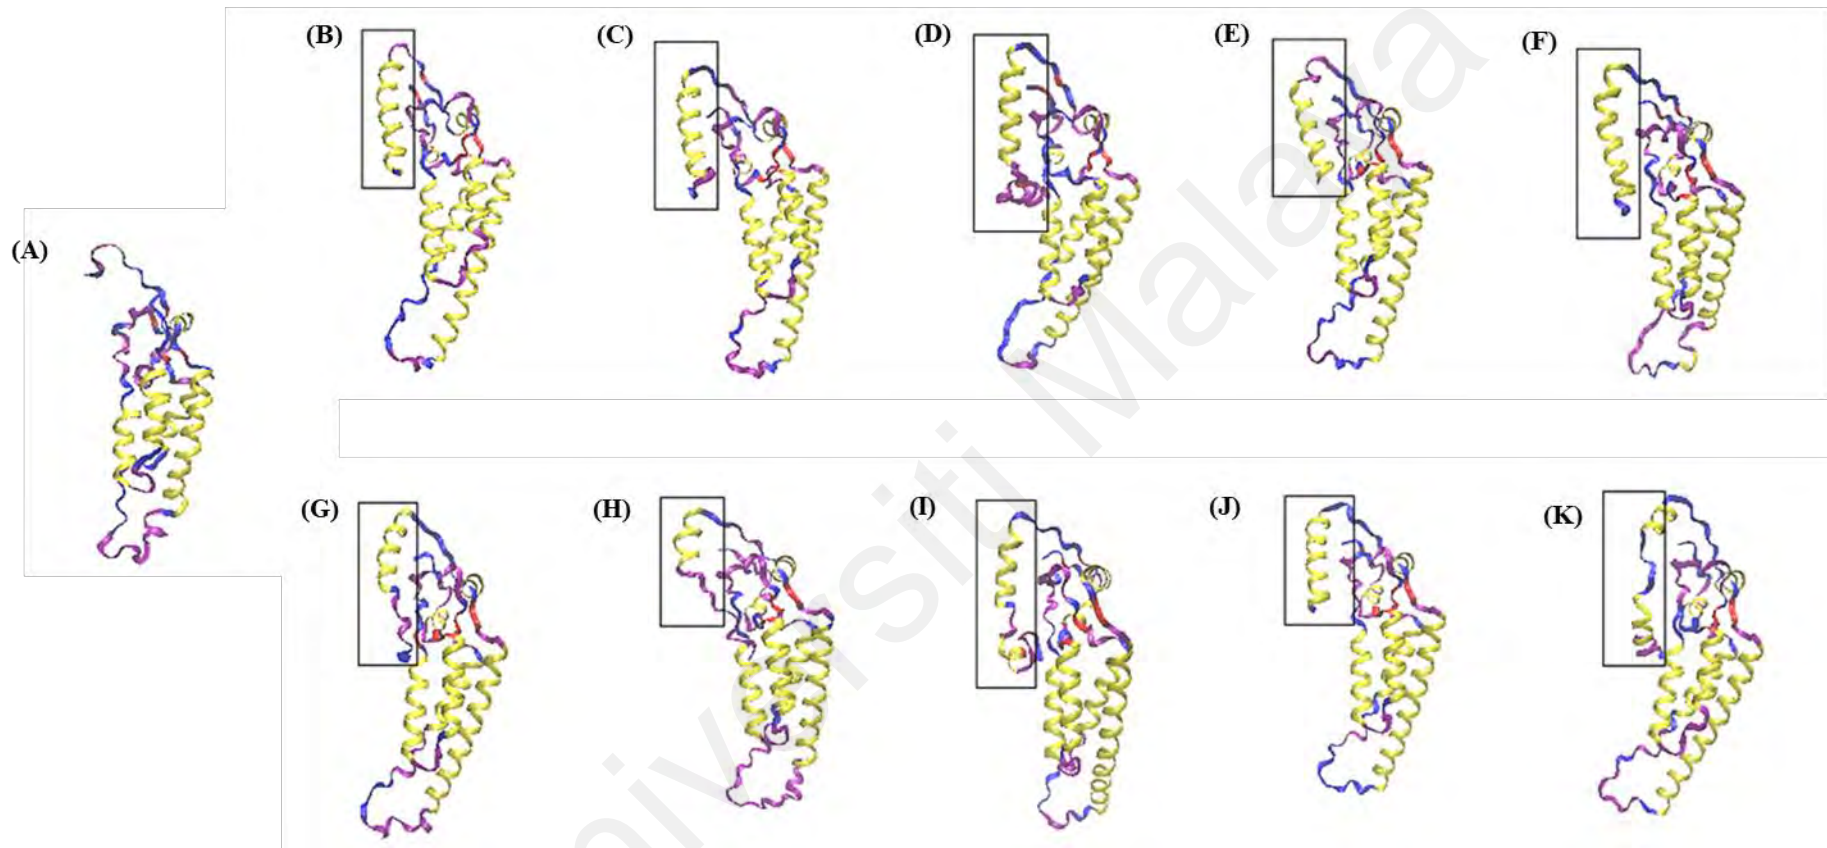 (A)
(B)
(C)
(D)
(E)
(F)
(G)
(H)
(I)
(J)
(K)
Universiti Malaya